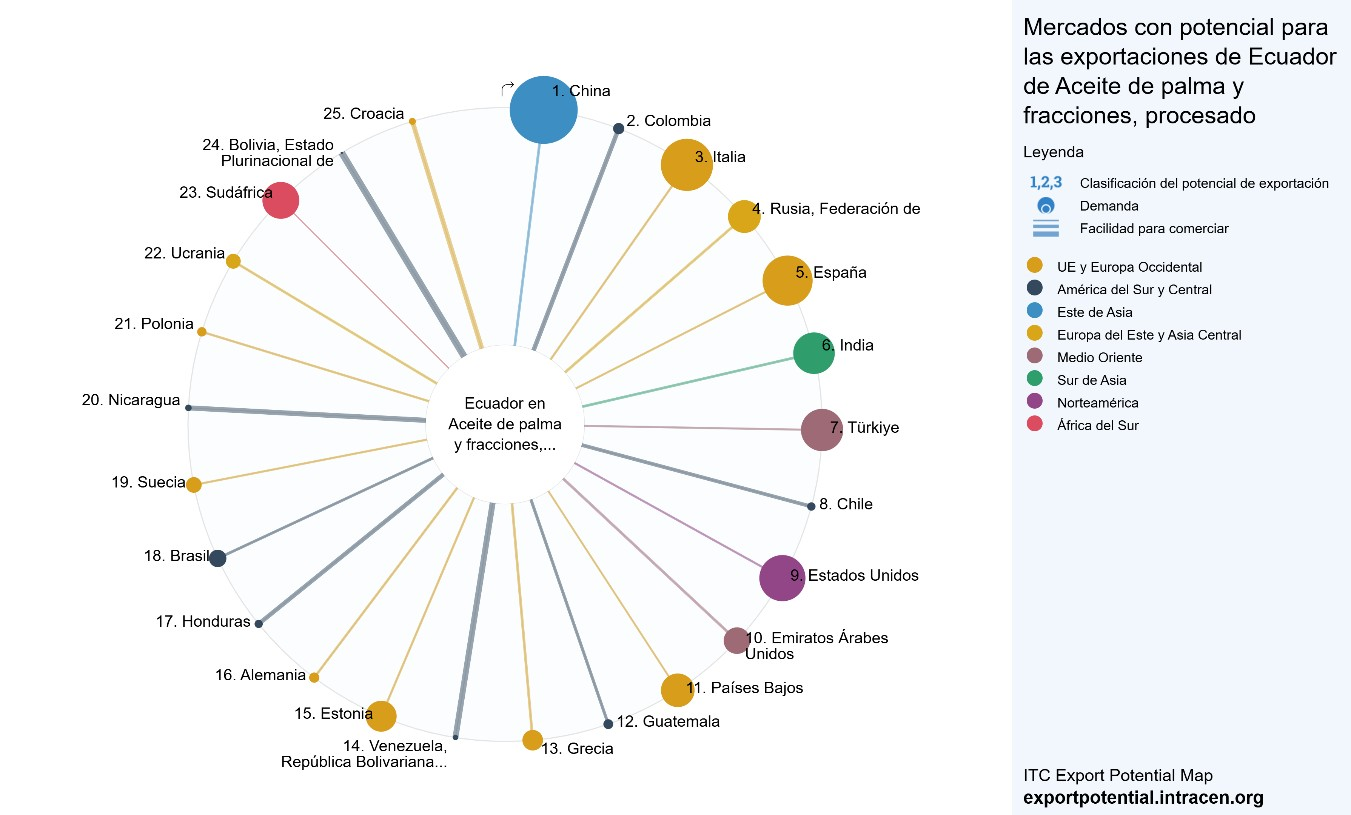 1. China
2. Colombia
3. Italia
4. Rusia, Federación de
5. España
6. India
7. Türkiye
8. Chile
9. Estados Unidos
10. Emiratos Árabes
Unidos
11. Países Bajos
12. Guatemala
13. Grecia
14. Venezuela,
República Bolivariana...
15. Estonia
16. Alemania
17. Honduras
18. Brasil
19. Suecia
20. Nicaragua
21. Polonia
22. Ucrania
23. Sudáfrica
24. Bolivia, Estado
Plurinacional de
25. Croacia
Ecuador en
Aceite de palma
y fracciones,...
Mercados con potencial para
las exportaciones de Ecuador
de Aceite de palma y
fracciones, procesado
Leyenda
1,2,3 Clasificación del potencial de exportación
Demanda
Facilidad para comerciar
UE y Europa Occidental
América del Sur y Central
Este de Asia
Europa del Este y Asia Central
Medio Oriente
Sur de Asia
Norteamérica
África del Sur
ITC Export Potential Map
exportpotential.intracen.org